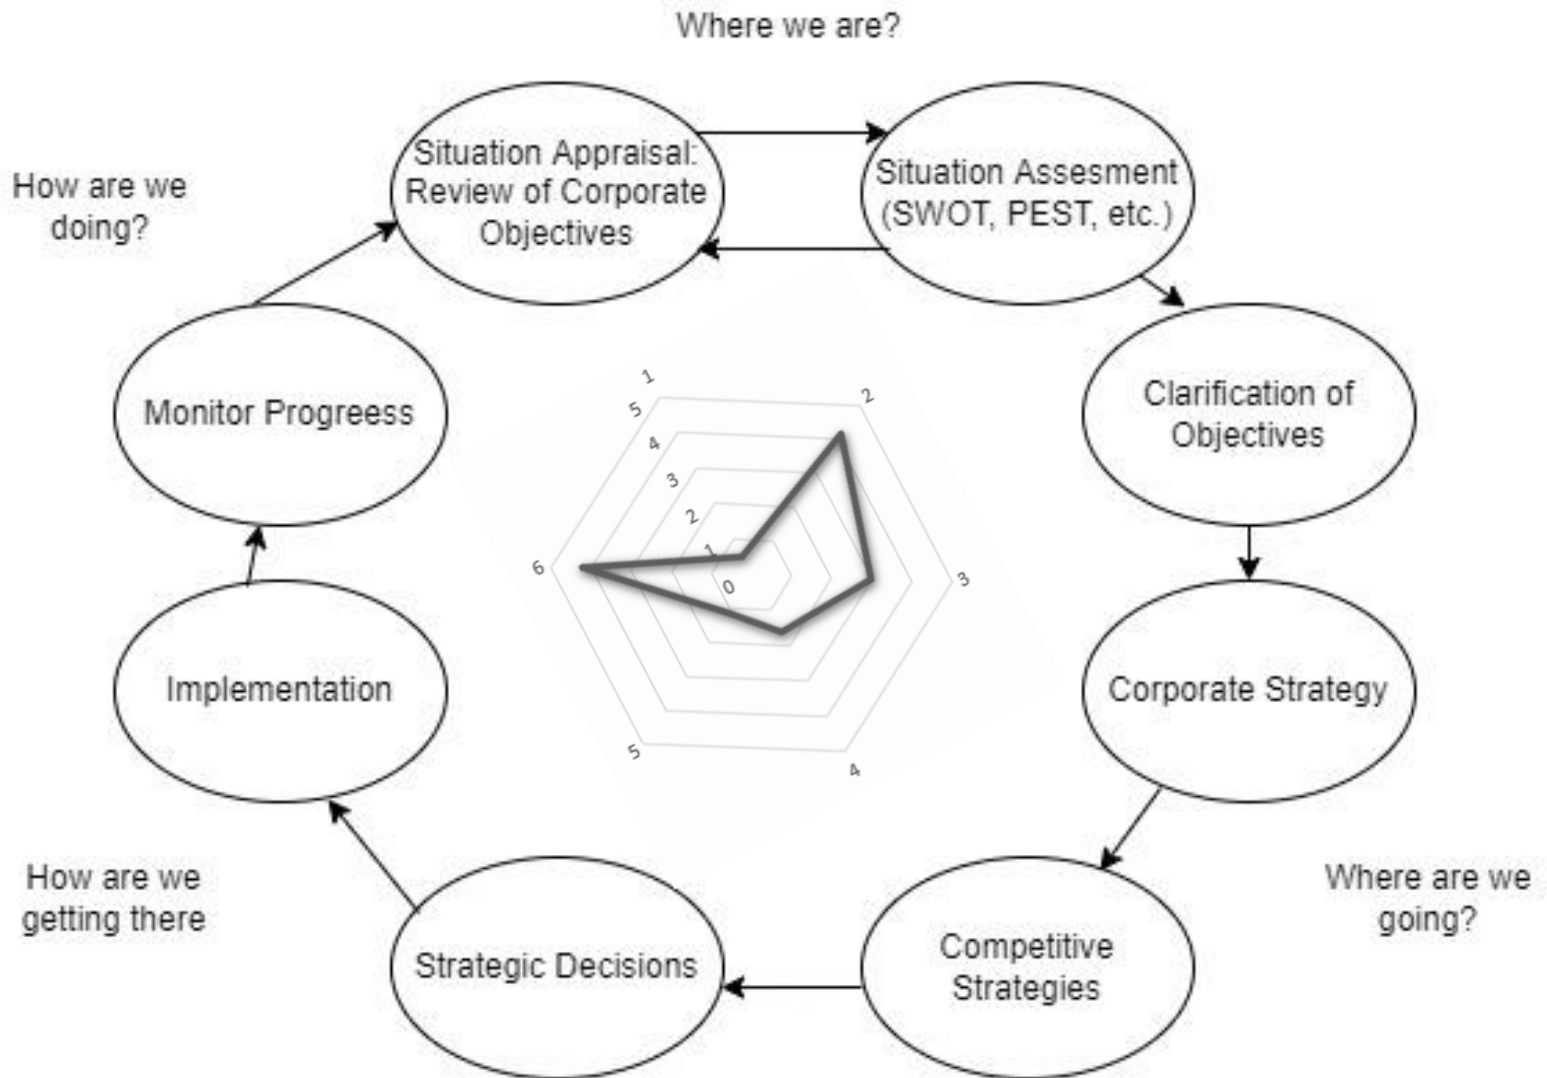 Where we are?
Situation Appraisal:
Review of Corporate
Objectives
Situation Assesment
(SWOT, PEST, etc.)
How are we
doing?
Monitor Progreess
Clarification of
Objectives
1
2
3
4
5
6
5
4
3
2
1
0
Implementation
Corporate Strategy
How are we
getting there
Where are we
going?
Strategic Decisions
Competitive
Strategies